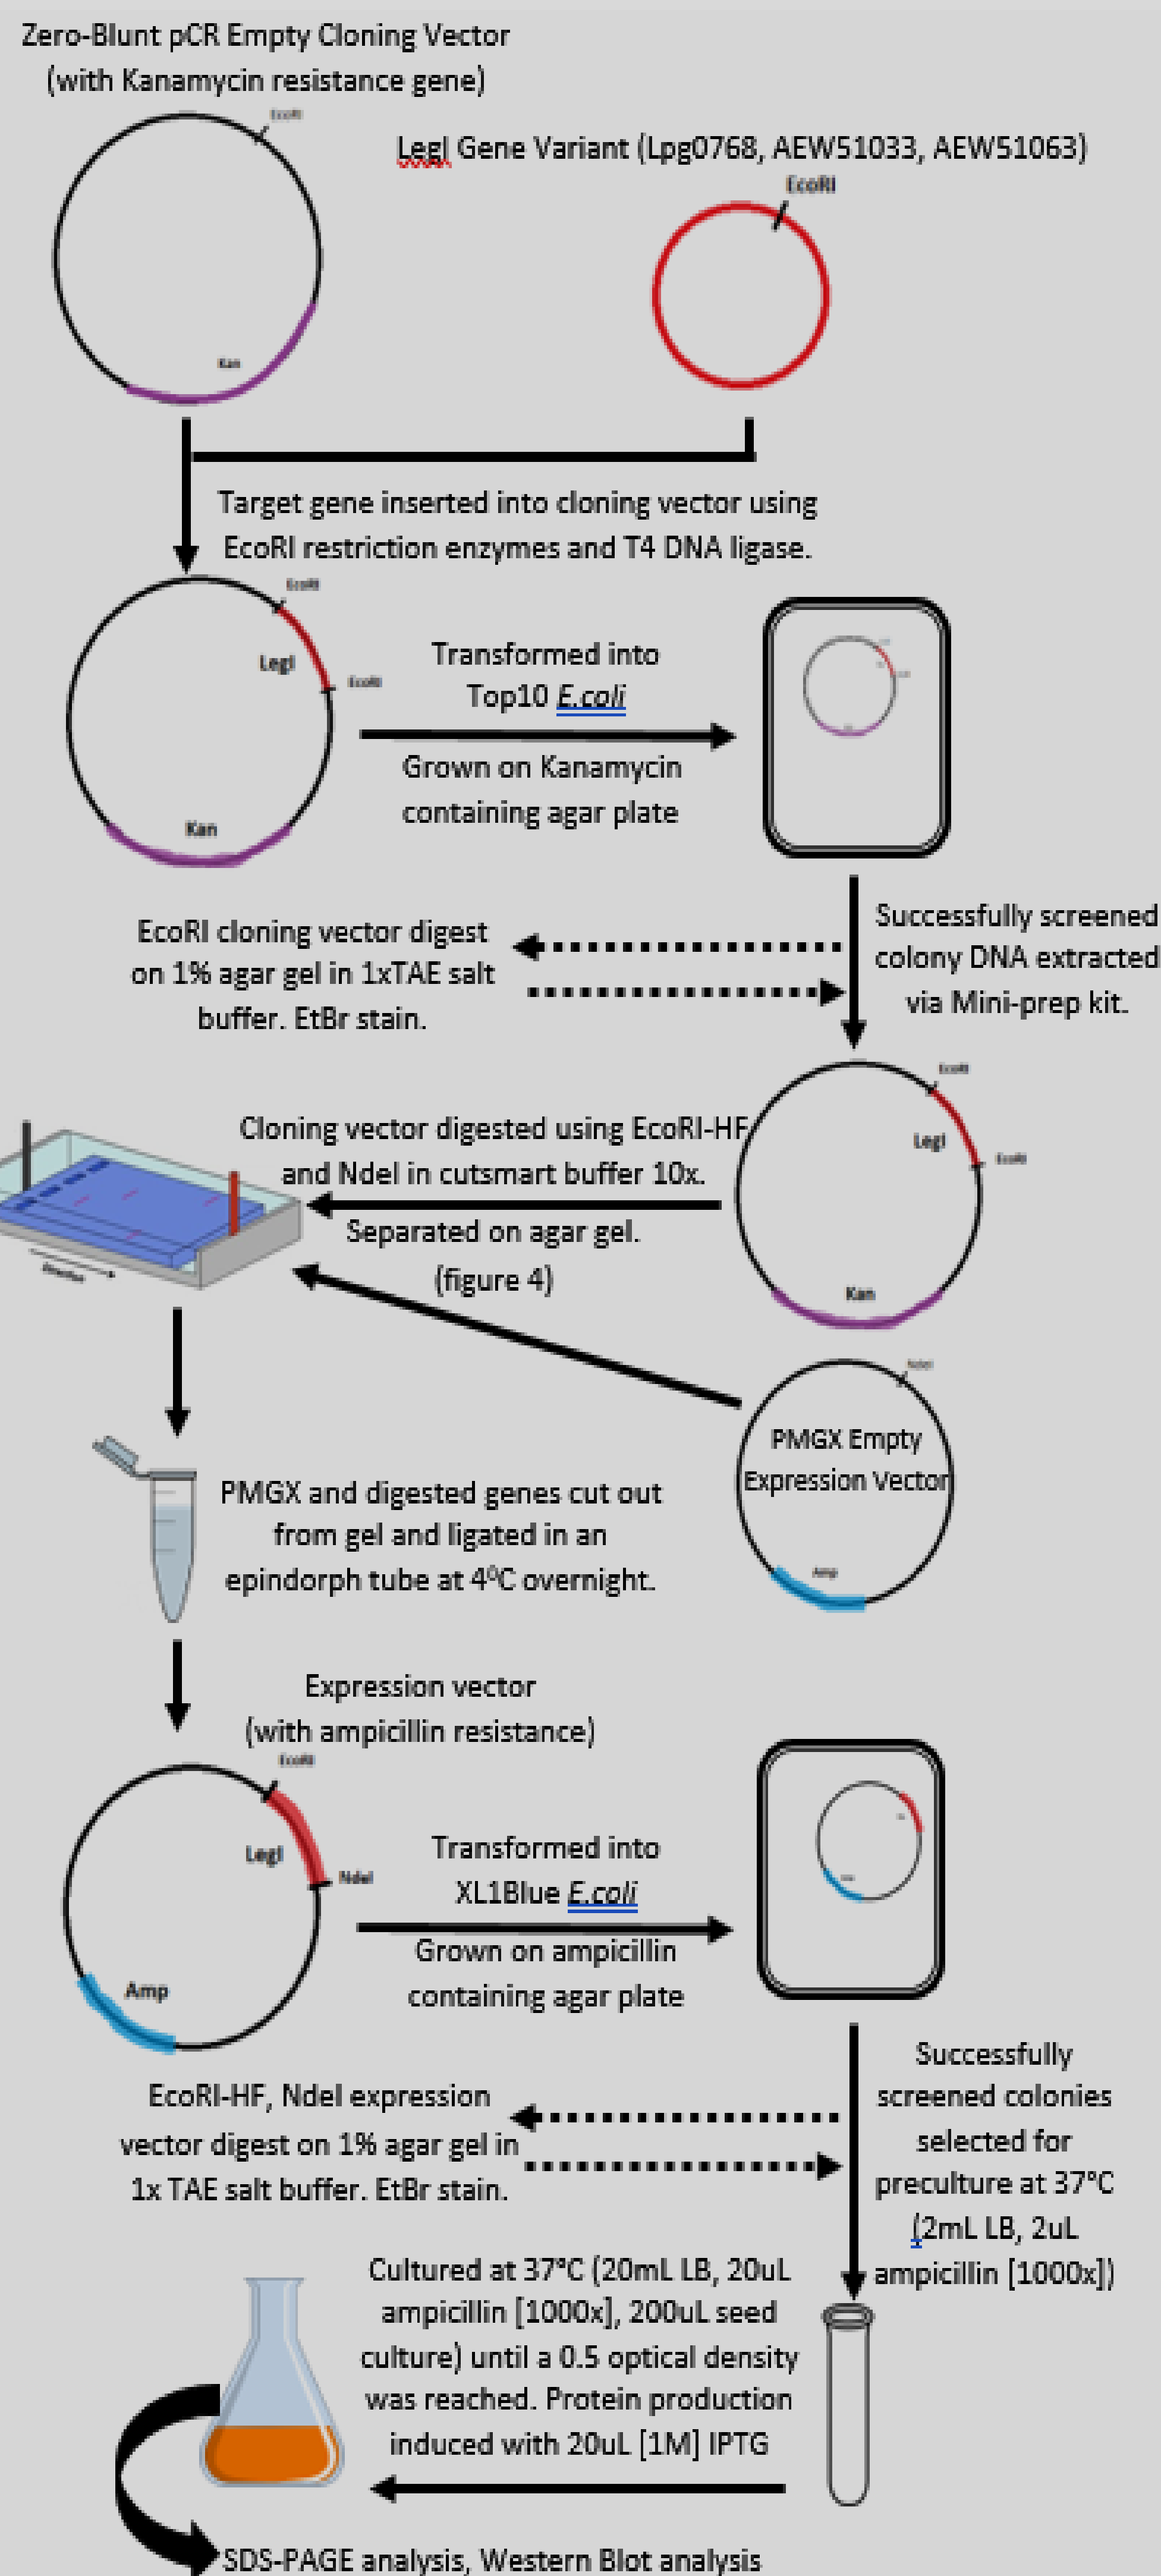 Zero-Blunt pCR Empty Cloning Vector
(with Kanamycin resistance gene)
EcoRI
LegI Gene Variant (Lpg0768, AEW51033, AEW51063)
EcoRI
Kan
Target gene inserted into cloning vector using
EcoRI restriction enzymes and T4 DNA ligase.
EcoRI
LegI
EcoRI
Kan
Transformed into
Top10 E.coli
Grown on Kanamycin
containing agar plate
EcoRI cloning vector digest
on 1% agar gel in 1xTAE salt
buffer. EtBr stain.
Successfully screened
colony DNA extracted
via Mini-prep kit.
EcoRI
LegI
EcoRI
Kan
Cloning vector digested using EcoRI-HF
and NdeI in cutsmart buffer 10x.
Separated on agar gel.
(figure 4)
Direction
NdeI
PMGX Empty
Expression Vector
Amp
PMGX and digested genes cut out
from gel and ligated in an
epindorph tube at 4⁰C overnight.
Expression vector
(with ampicillin resistance)
EcoRI
LegI
NdeI
Amp
Transformed into
XL1Blue E.coli
Grown on ampicillin
containing agar plate
EcoRI-HF, NdeI expression
vector digest on 1% agar gel in
1x TAE salt buffer. EtBr stain.
Successfully
screened colonies
selected for
preculture at 37°C
(2mL LB, 2uL
ampicillin [1000x])
Cultured at 37°C (20mL LB, 20uL
ampicillin [1000x], 200uL seed
culture) until a 0.5 optical density
was reached. Protein production
induced with 20uL [1M] IPTG
SDS-PAGE analysis, Western Blot analysis